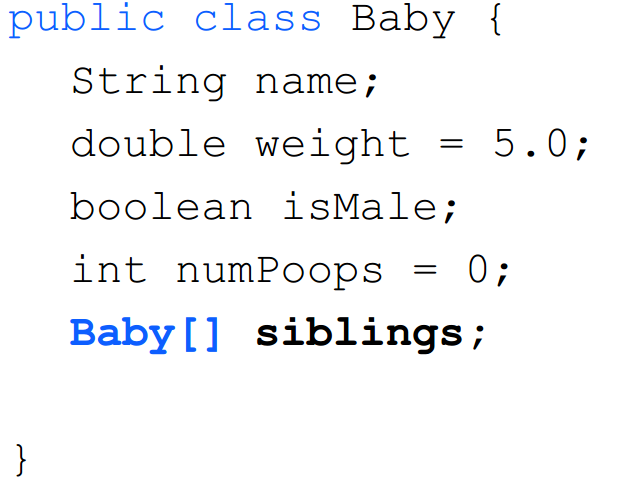 public class Baby {
String name;
double weight = 5.0;
boolean isMale;
int numPoops = 0;
Baby[] siblings;
}